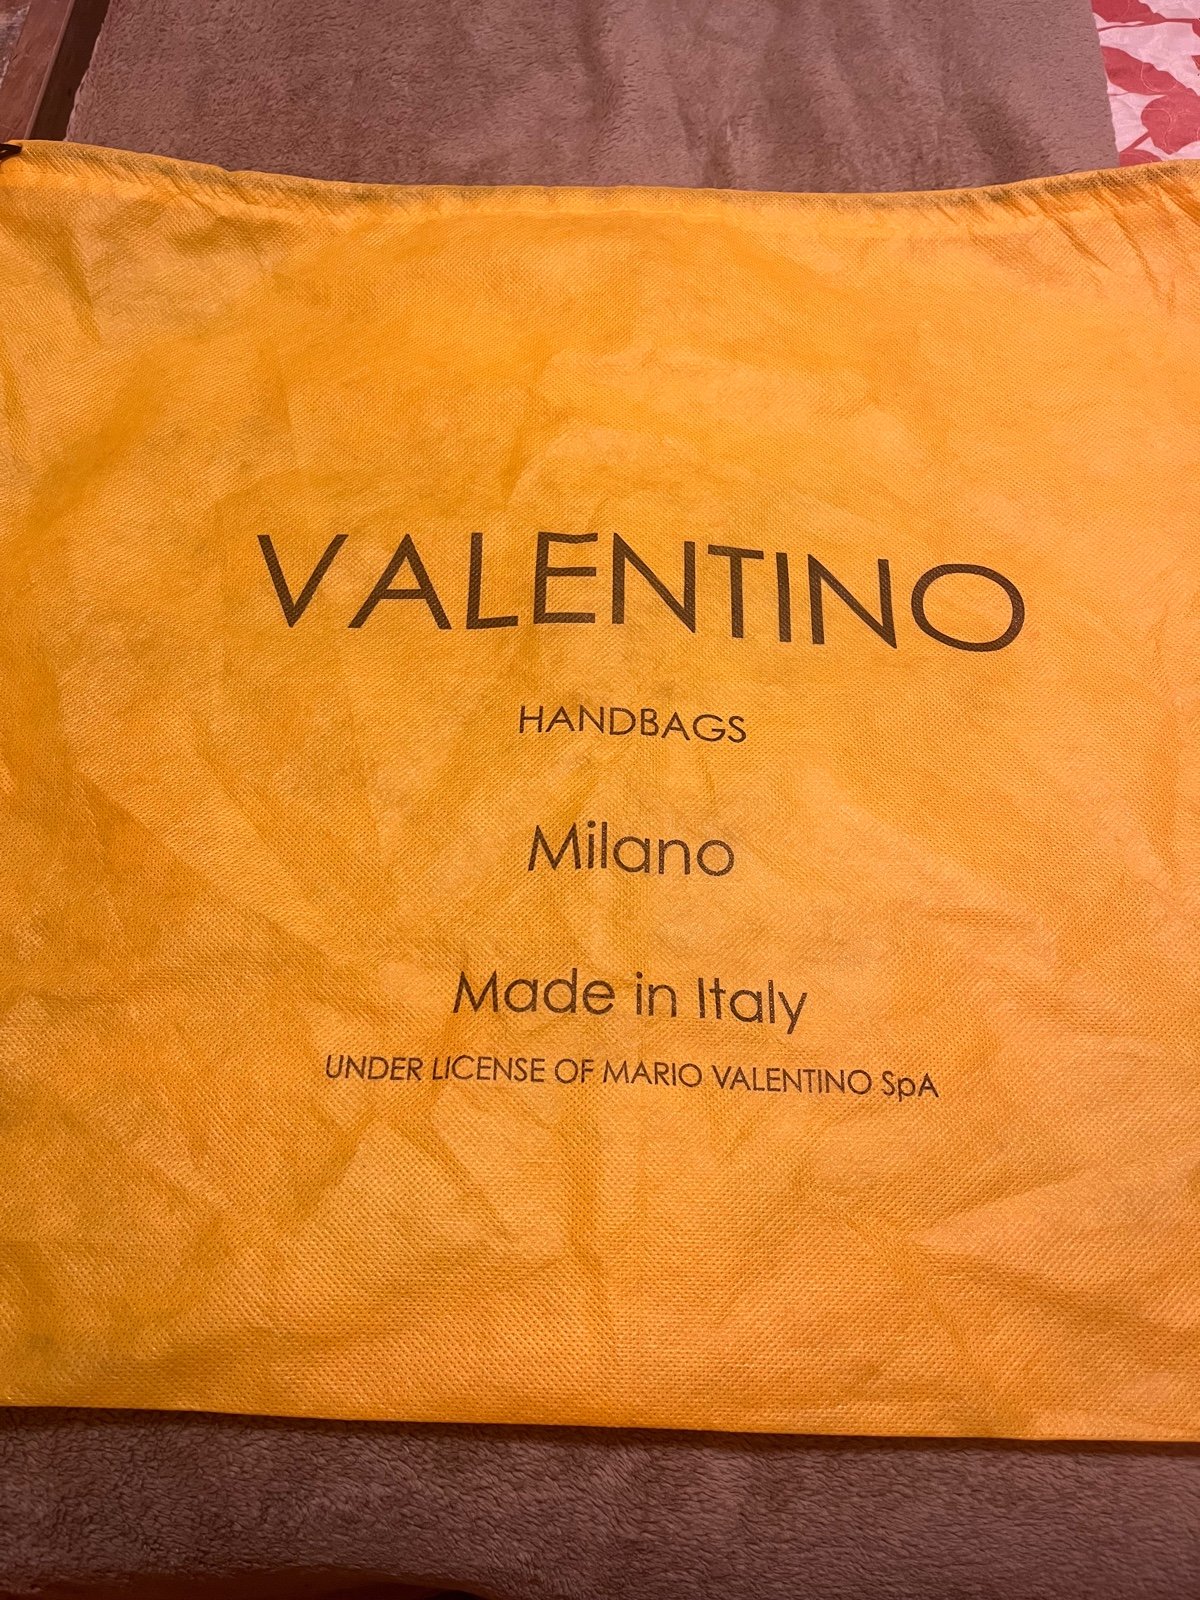 VALENTINO
HANDBAGS
Milano
Made in Italy
UNDER LICENSE OF MARIO VALENTINO SpA